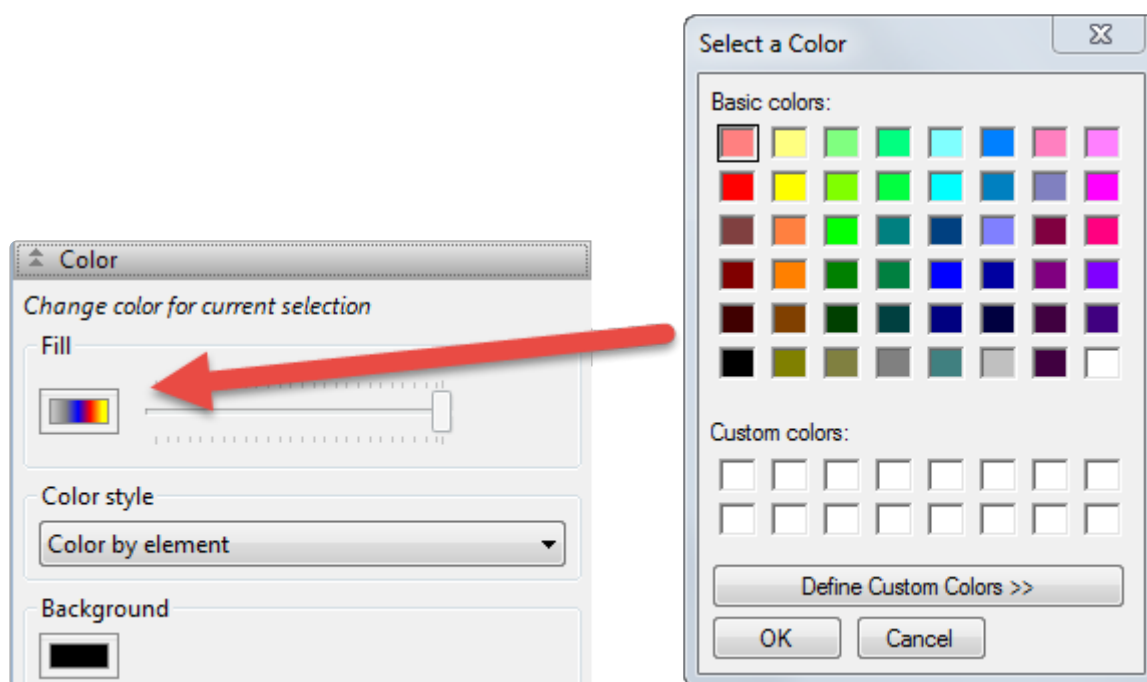 Select a Color
Basic colors:
Color
Change color for current selection
Fill
Custom colors:
Color style
Color by element
Define Custom Colors >>
Background
OK
Cancel